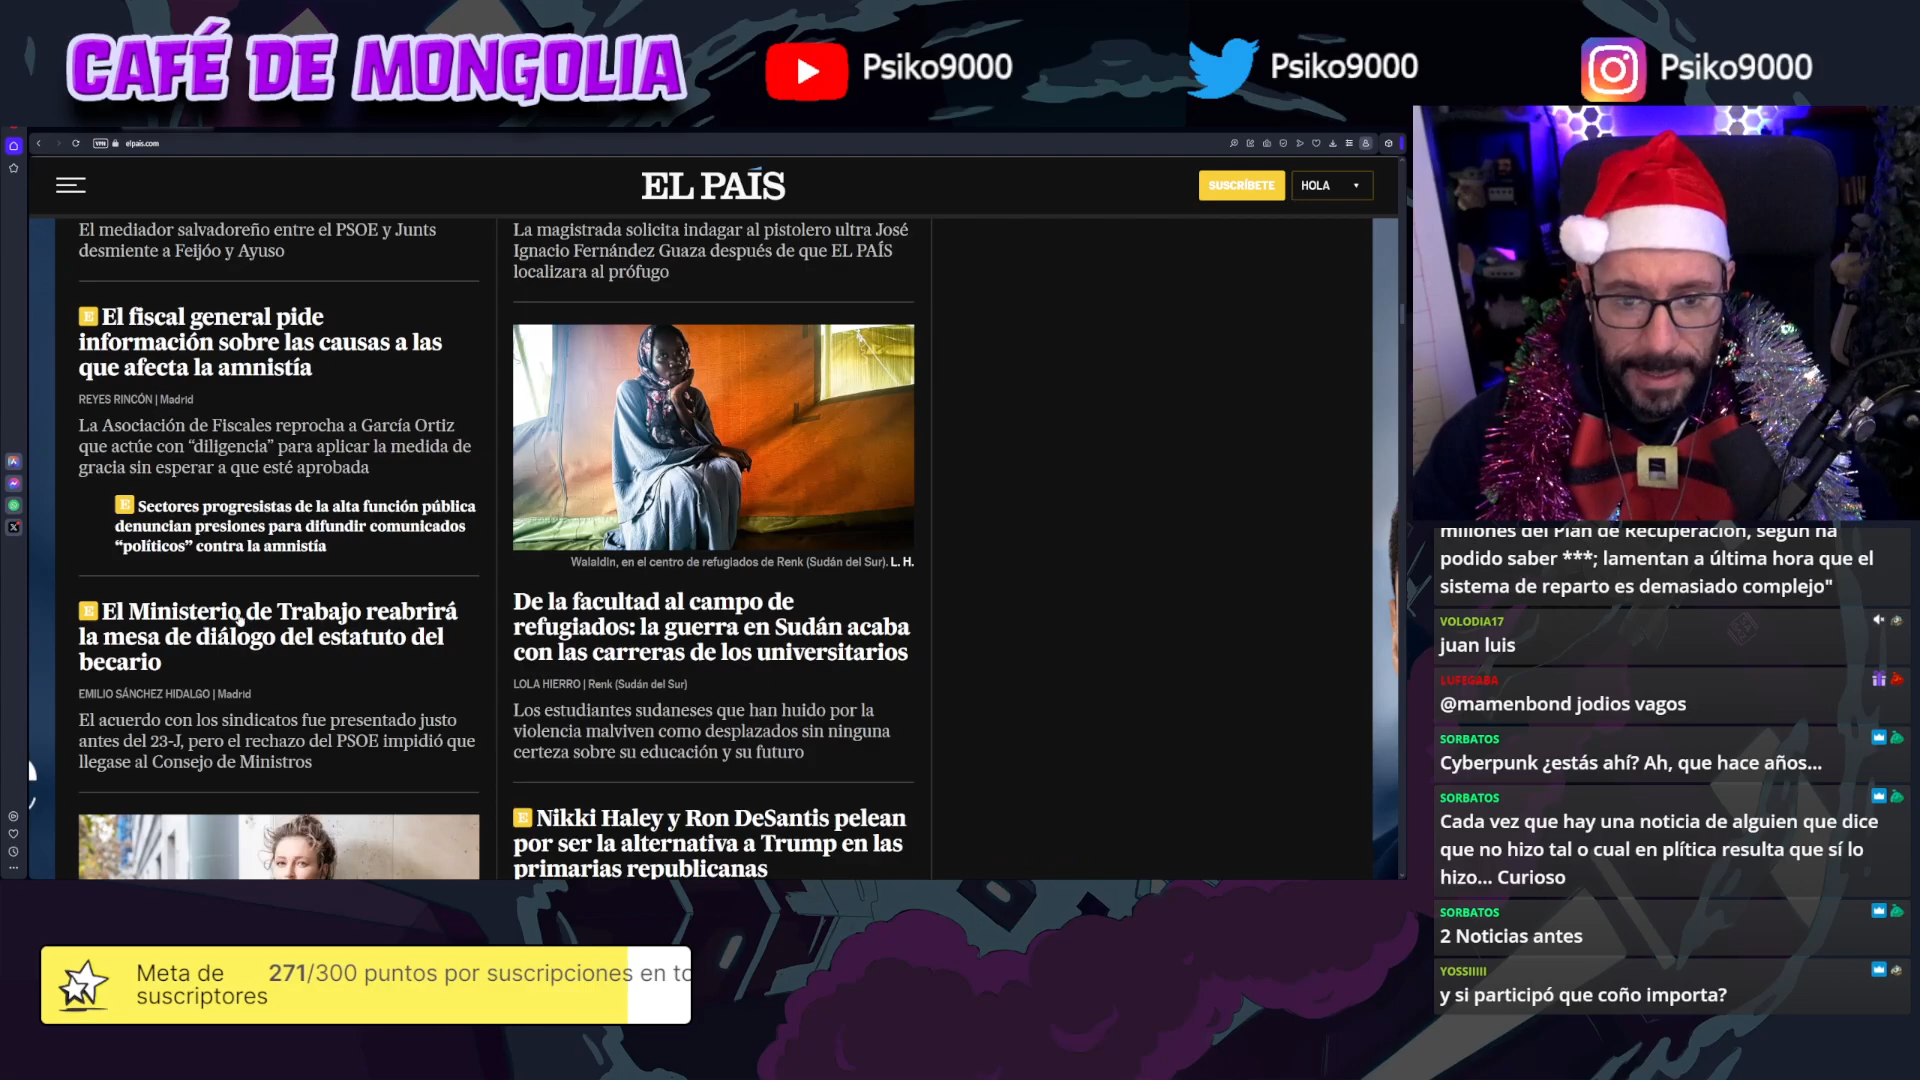 CAFÉ DE MONGOLIA
Psiko9000
Psiko9000
Psiko9000
VPN
elpais.com
EL PAÍS
SUSCRÍBETE
HOLA
El mediador salvadoreño entre el PSOE y Junts
desmiente a Feijóo y Ayuso
E El fiscal general pide
información sobre las causas a las
que afecta la amnistía
REYES RINCÓN | Madrid
La Asociación de Fiscales reprocha a García Ortiz
que actúe con “diligencia” para aplicar la medida de
gracia sin esperar a que esté aprobada
E Sectores progresistas de la alta función pública
denuncian presiones para difundir comunicados
“políticos” contra la amnistía
E El Ministerio de Trabajo reabrirá
la mesa de diálogo del estatuto del
becario
EMILIO SÁNCHEZ HIDALGO | Madrid
El acuerdo con los sindicatos fue presentado justo
antes del 23-J, pero el rechazo del PSOE impidió que
llegase al Consejo de Ministros
La magistrada solicita indagar al pistolero ultra José
Ignacio Fernández Guaza después de que EL PAÍS
localizara al prófugo
Walaldin, en el centro de refugiados de Renk (Sudán del Sur). L. H.
De la facultad al campo de
refugiados: la guerra en Sudán acaba
con las carreras de los universitarios
LOLA HIERRO | Renk (Sudán del Sur)
Los estudiantes sudaneses que han huido por la
violencia malviven como desplazados sin ninguna
certeza sobre su educación y su futuro
E Nikki Haley y Ron DeSantis pelean
por ser la alternativa a Trump en las
primarias republicanas
millones del Plan de Recuperación, según ha
podido saber ***; lamentan a última hora que el
sistema de reparto es demasiado complejo"
VOLODIA17
juan luis
LUFEGABA
@mamenbond jodios vagos
SORBATOS
Cyberpunk ¿estás ahí? Ah, que hace años...
SORBATOS
Cada vez que hay una noticia de alguien que dice
que no hizo tal o cual en plítica resulta que sí lo
hizo... Curioso
SORBATOS
2 Noticias antes
YOSSIIIII
y si participó que coño importa?
Meta de
suscriptores
271/300 puntos por suscripciones en to